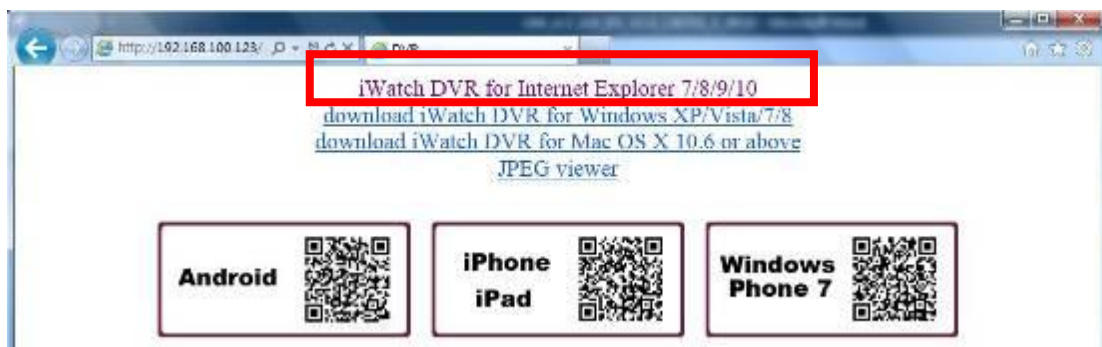 http://192.168.100.123/
DVR
iWatch DVR for Internet Explorer 7/8/9/10
download iWatch DVR for Windows XP/Vista/7/8
download iWatch DVR for Mac OS X 10.6 or above
JPEG viewer
Android
iPhone
iPad
Windows
Phone 7